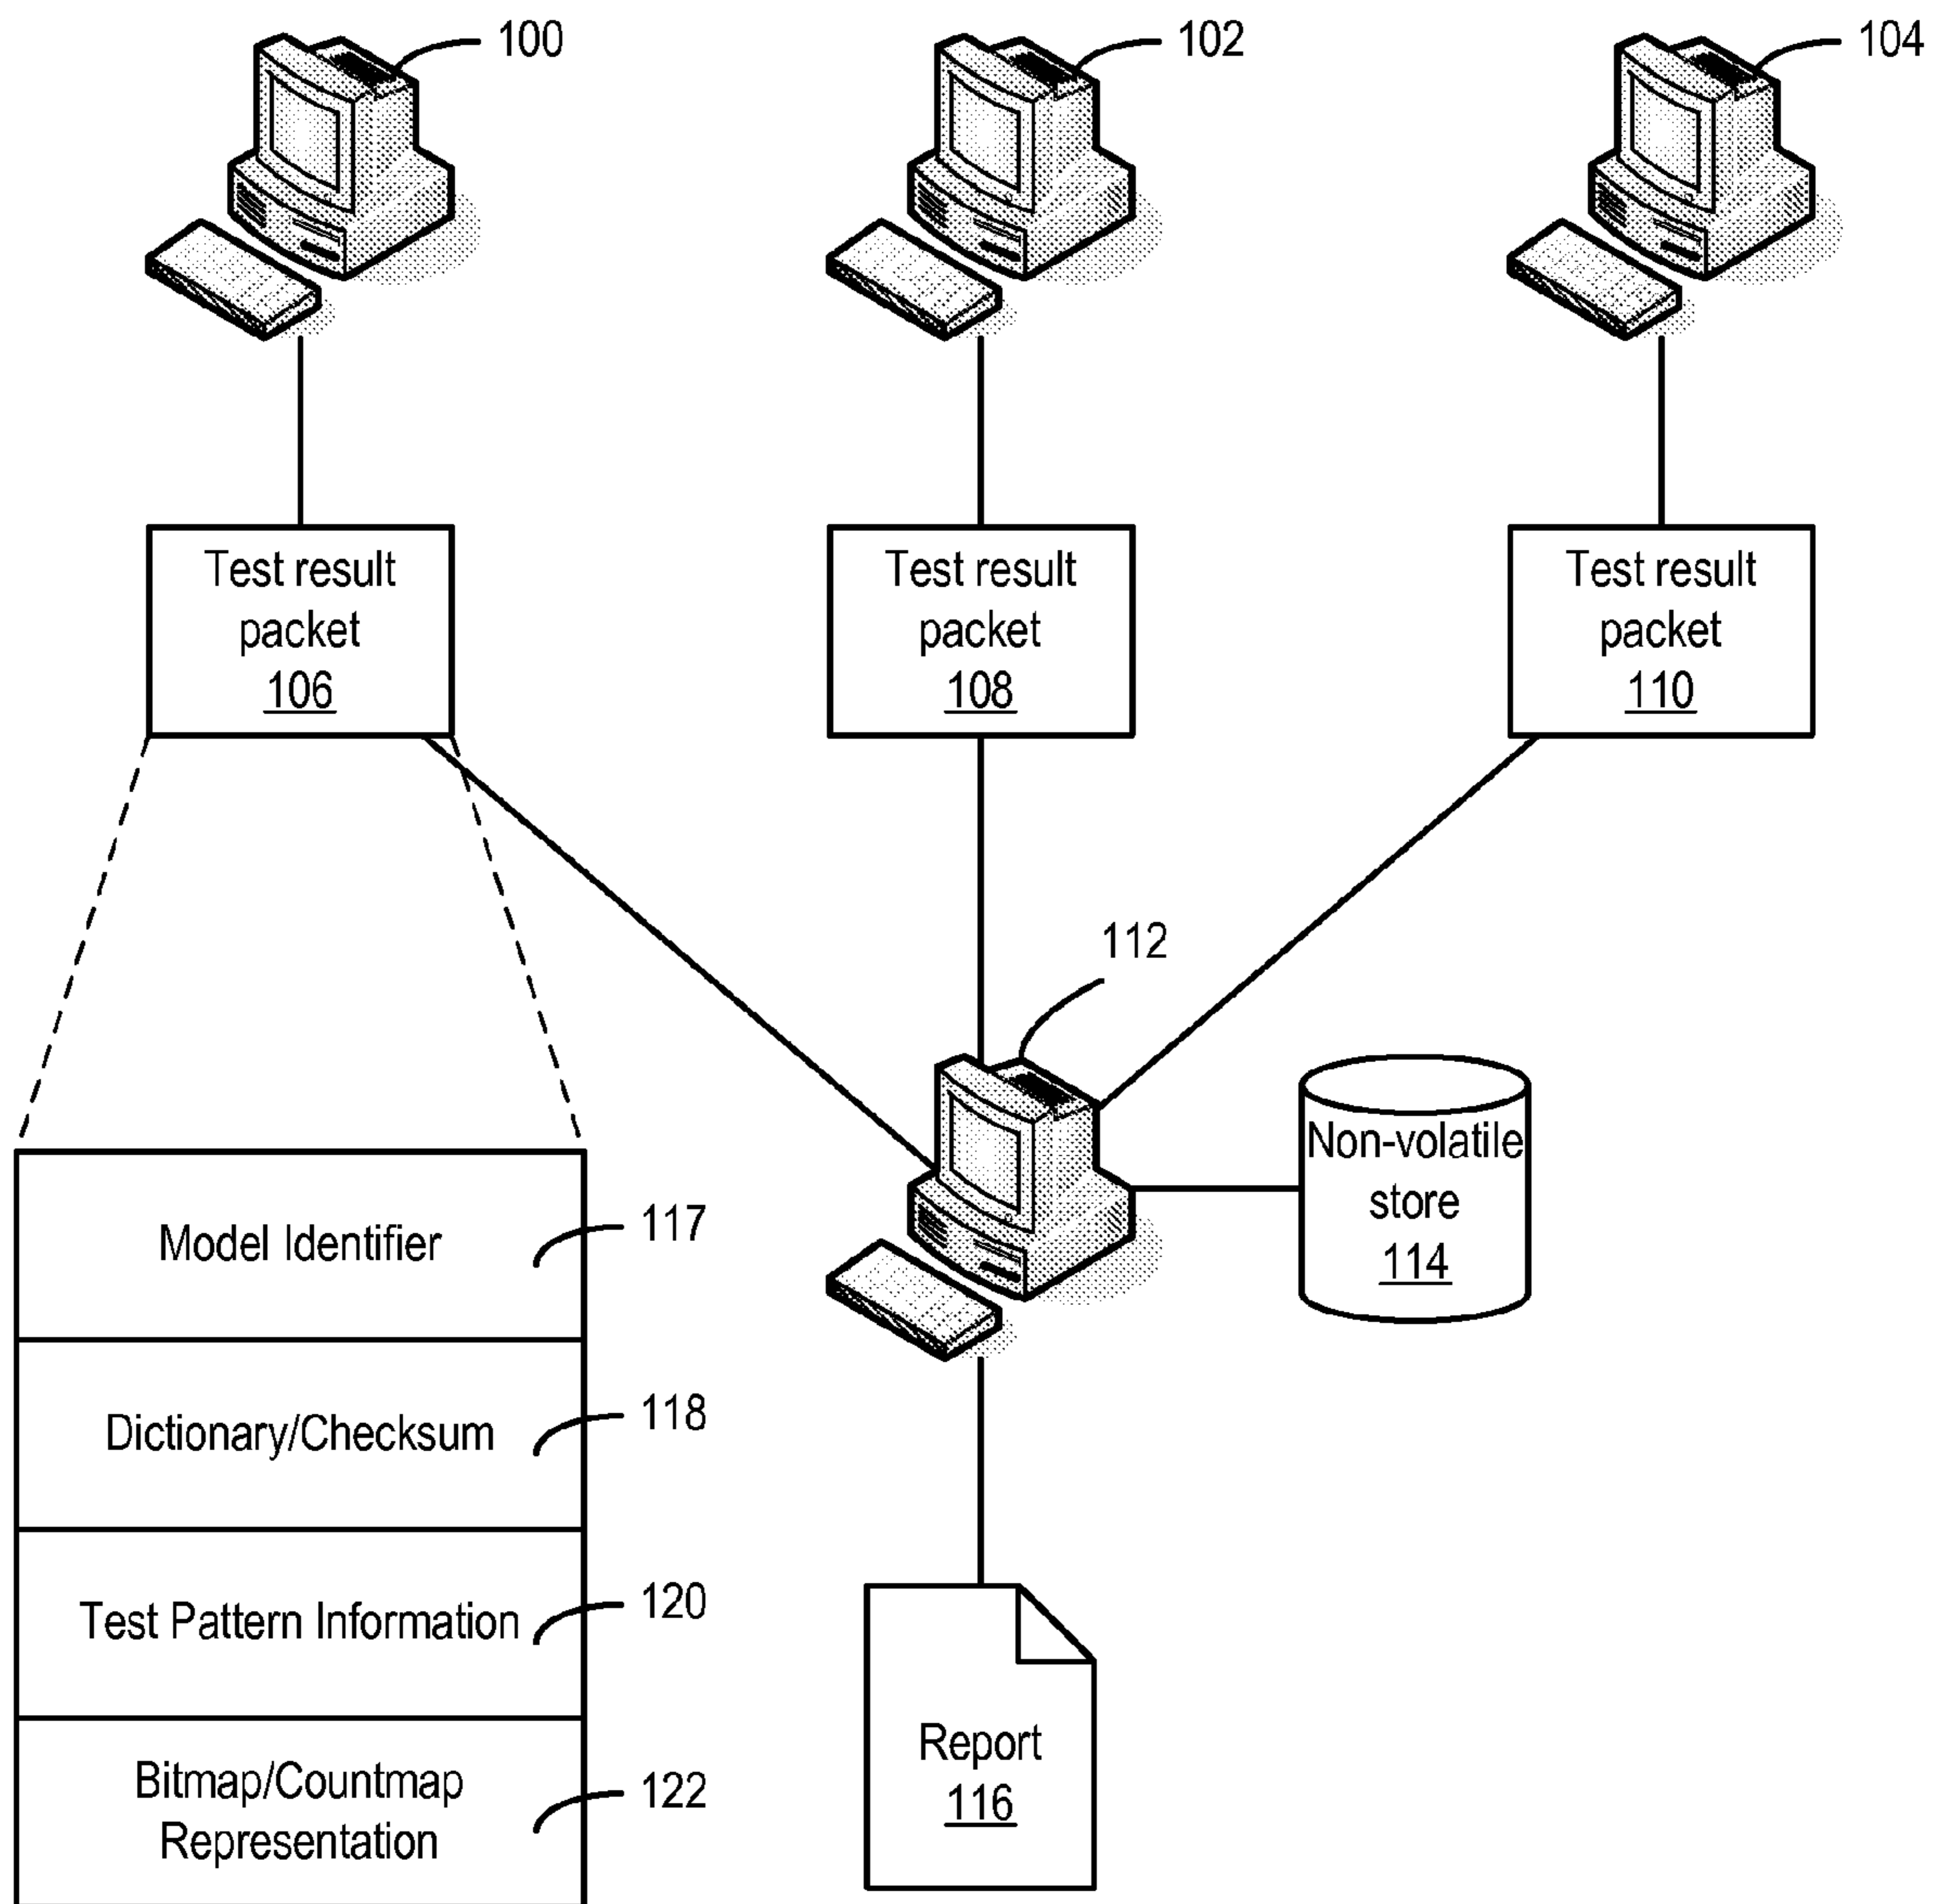 100
102
104
Test result
packet
106
Test result
packet
108
Test result
packet
110
112
Non-volatile
store
114
Model Identifier
117
Dictionary/Checksum
118
Test Pattern Information
120
Bitmap/Countmap
Representation
122
Report
116